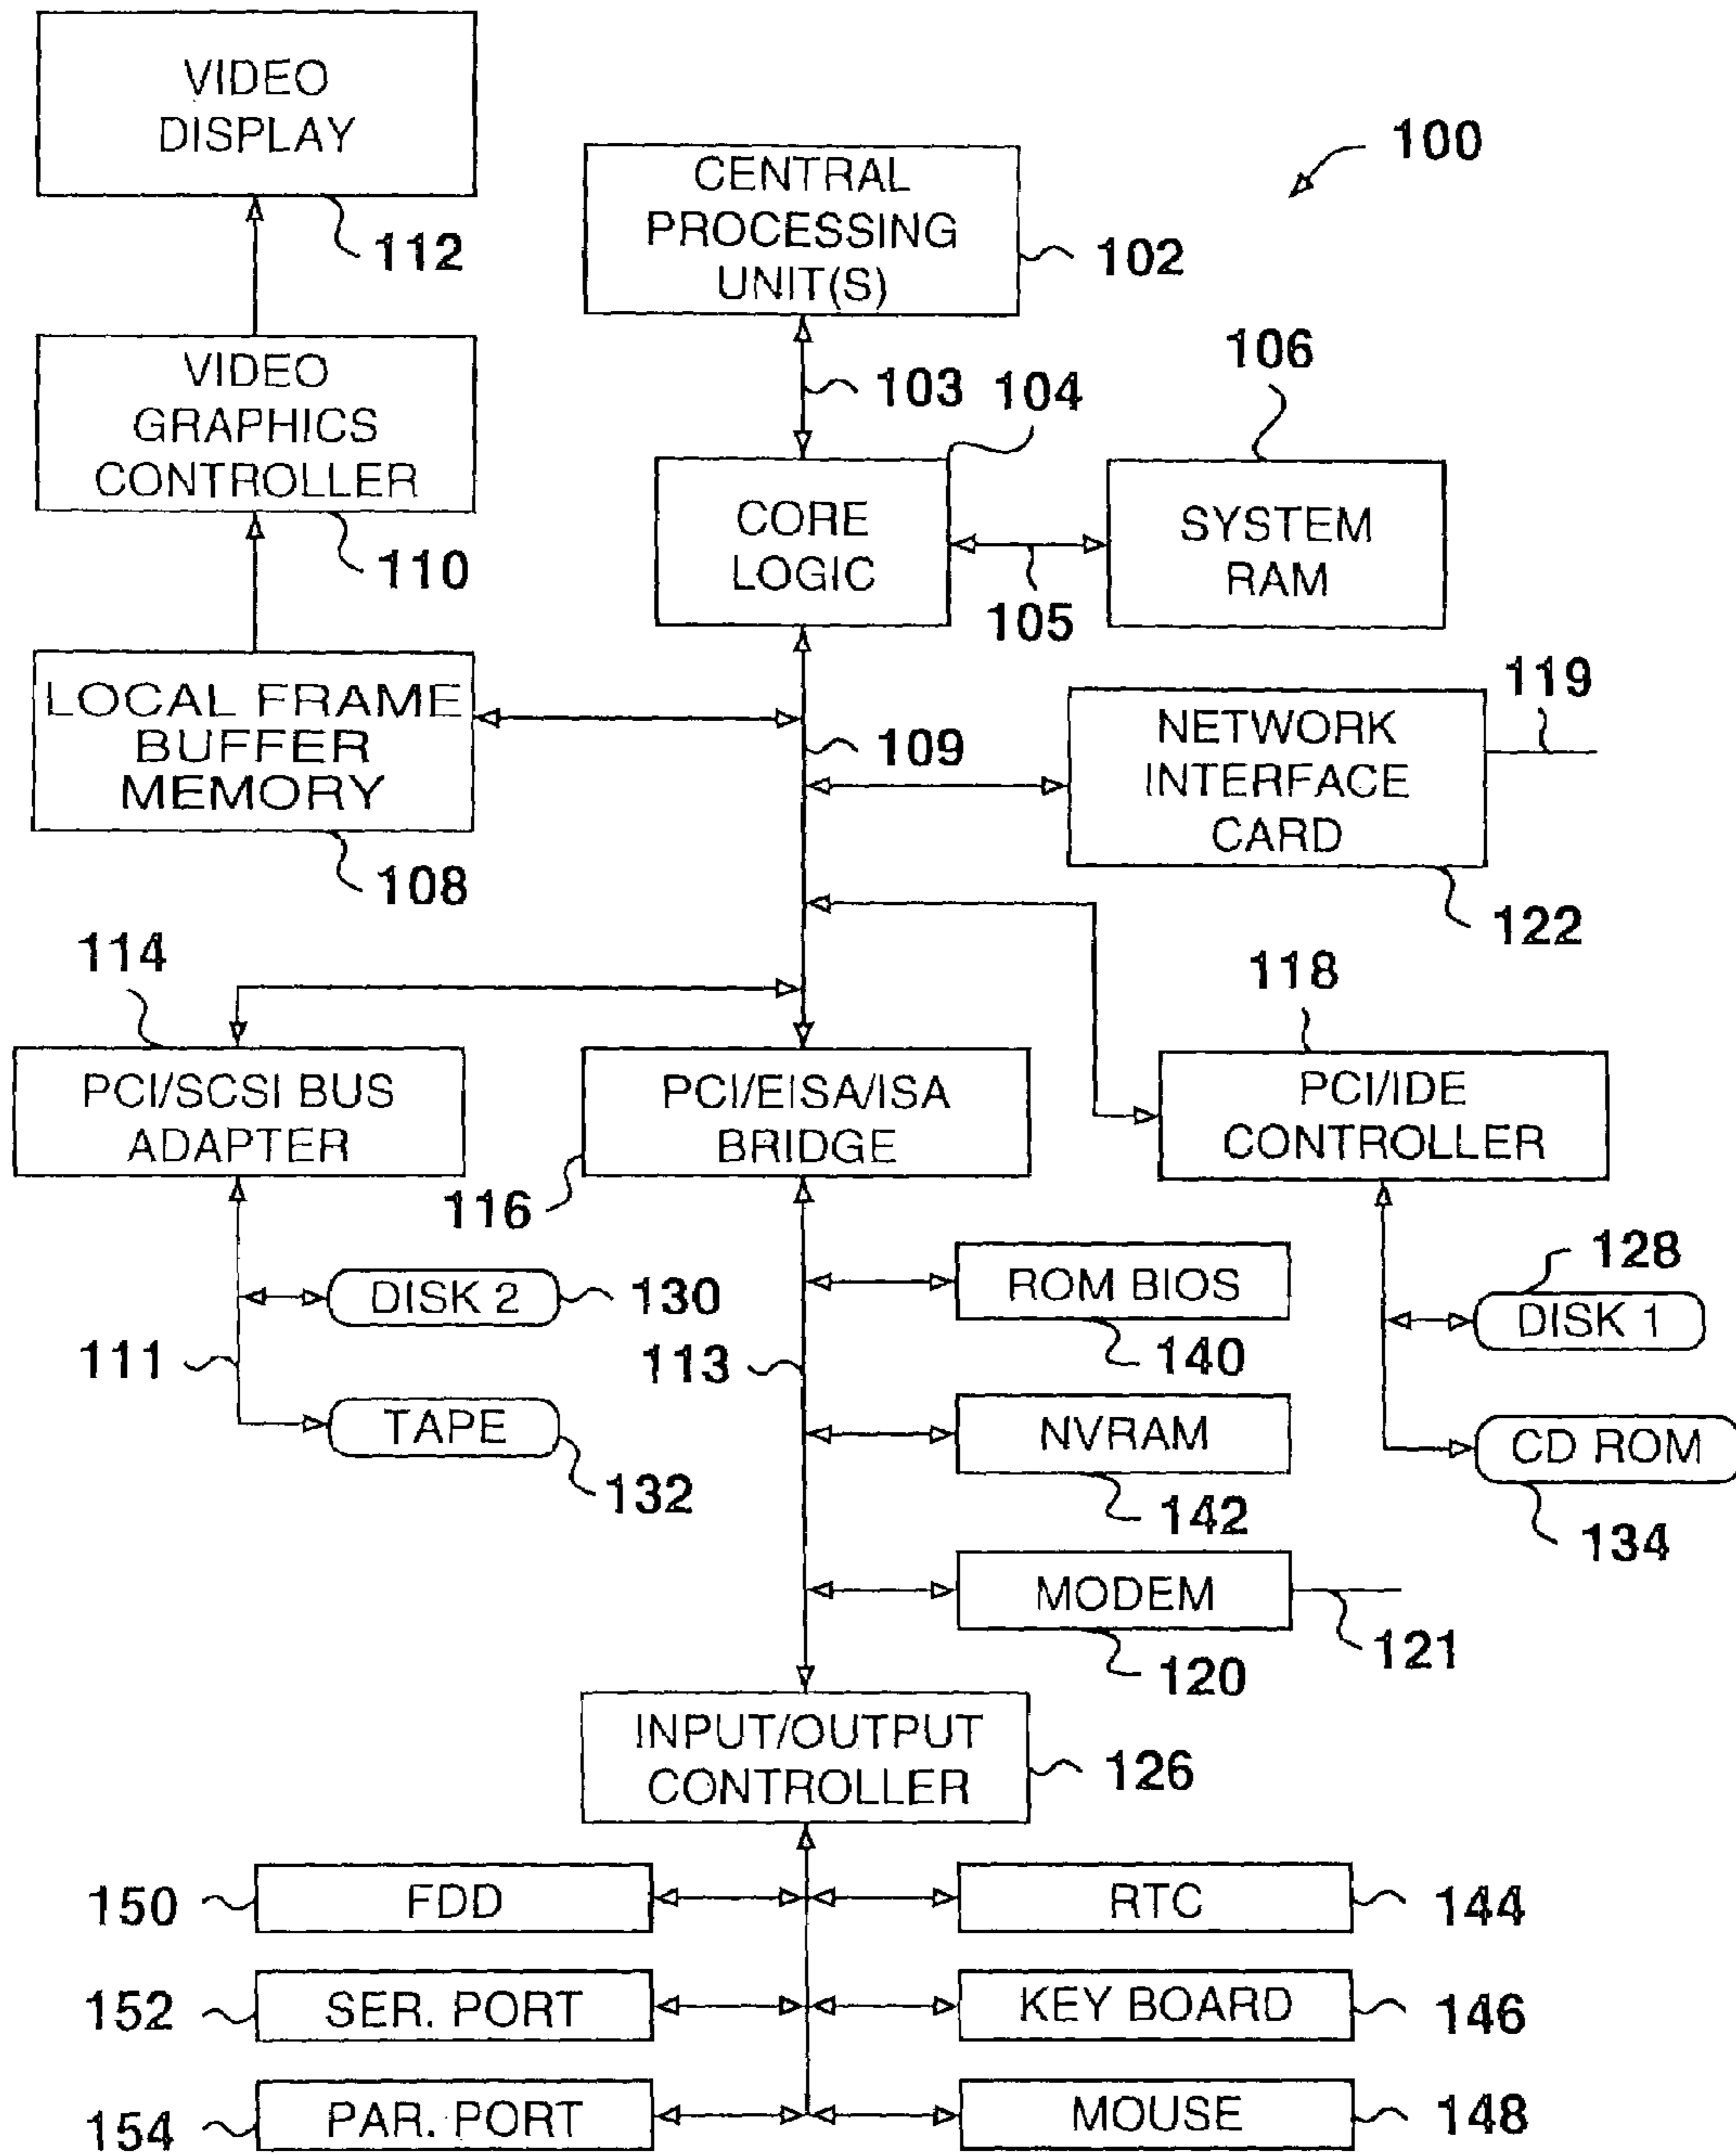 VIDEO
DISPLAY
112
100
CENTRAL
PROCESSING
UNIT(S)
102
VIDEO
GRAPHICS
CONTROLLER
110
103
104
106
CORE
LOGIC
105
SYSTEM
RAM
LOCAL FRAME
BUFFER
MEMORY
108
109
NETWORK
INTERFACE
CARD
119
122
114
PCI/SCSI BUS
ADAPTER
116
PCI/EISA/ISA
BRIDGE
118
PCI/IDE
CONTROLLER
111
DISK 2
130
TAPE
132
113
ROM BIOS
140
NVRAM
142
MODEM
120
121
128
DISK 1
CD ROM
134
INPUT/OUTPUT
CONTROLLER
126
150
FDD
RTC
144
152
SER. PORT
KEY BOARD
146
154
PAR. PORT
MOUSE
148